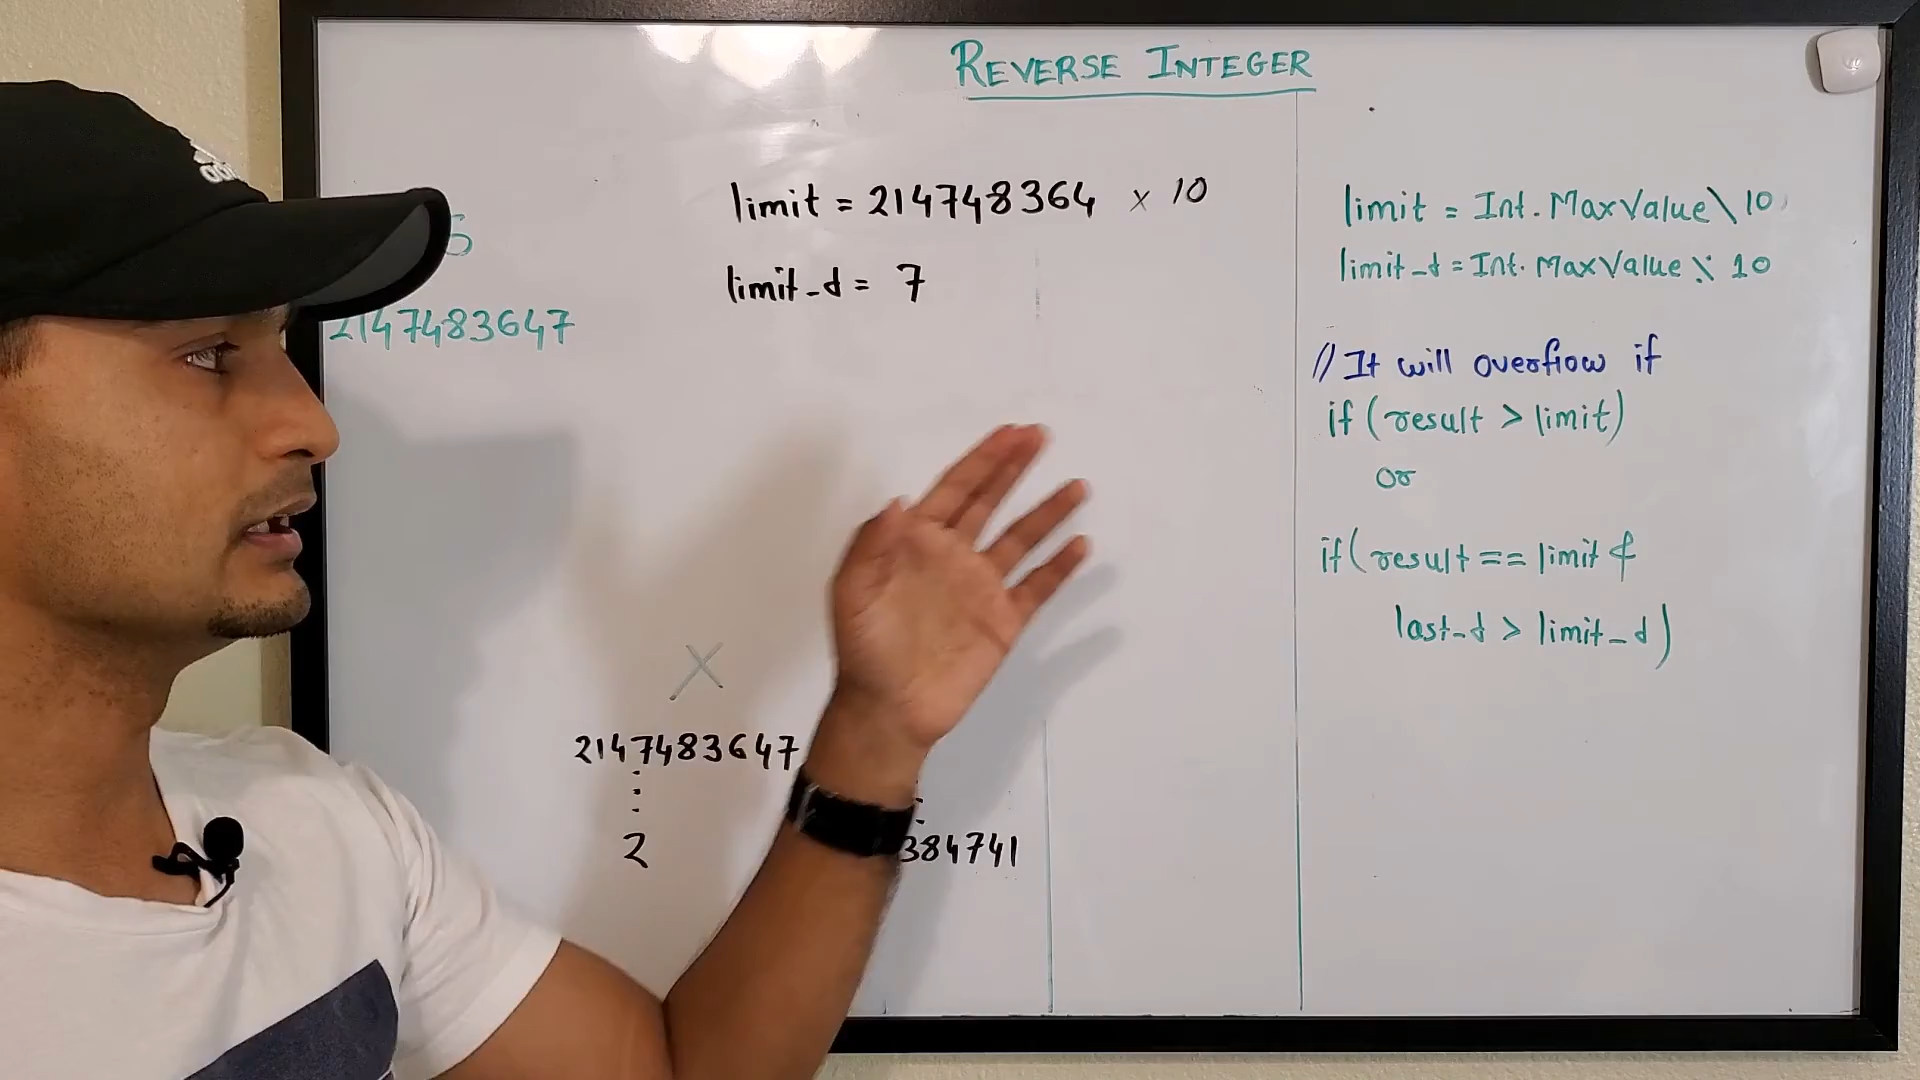 REVERSE INTEGER
limit = 214748364 × 10
limit_d = 7
2147483647
2147483647
2
384741
limit = Int.MaxValue \ 10
limit_d = Int.MaxValue % 10
// It will overflow if
if (result > limit)
or
if (result == limit &
last_d > limit_d)